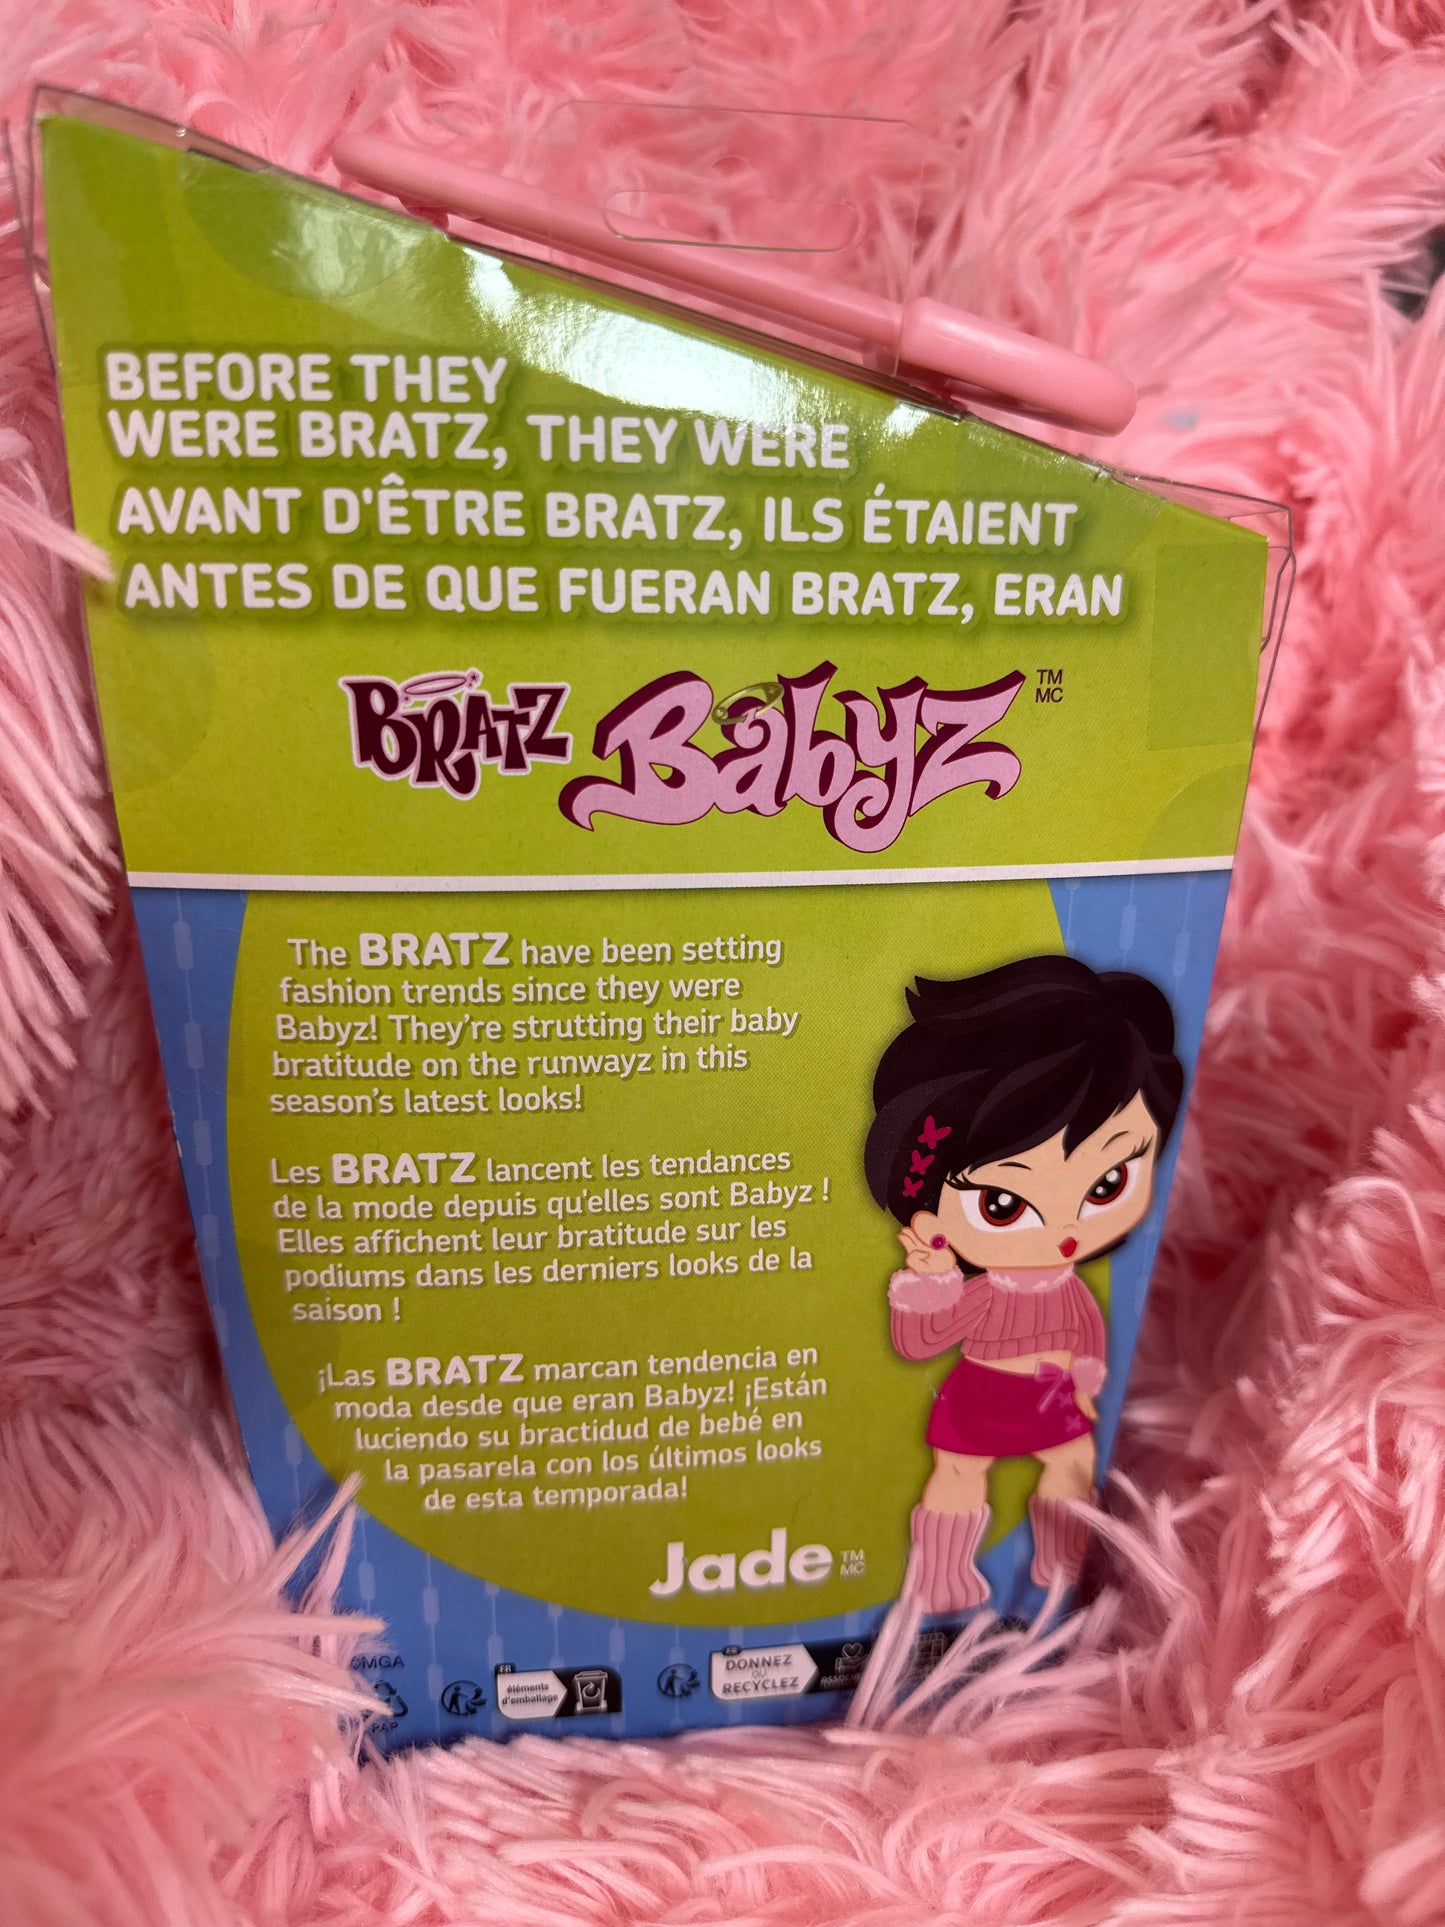 BEFORE THEY
WERE BRATZ, THEY WERE
AVANT D'ÊTRE BRATZ, ILS ÉTAIENT
ANTES DE QUE FUERAN BRATZ, ERAN
BRATZ Babyz TM MC
The BRATZ have been setting
fashion trends since they were
Babyz! They're strutting their baby
bratitude on the runwayz in this
season's latest looks!
Les BRATZ lancent les tendances
de la mode depuis qu'elles sont Babyz !
Elles affichent leur bratitude sur les
podiums dans les derniers looks de la
saison !
¡Las BRATZ marcan tendencia en
moda desde que eran Babyz! ¡Están
luciendo su bractidud de bebé en
la pasarela con los últimos looks
de esta temporada!
Jade TM MC
©MGA
PAP
FR
éléments
d'emballage
FR
DONNEZ
OU
RECYCLEZ